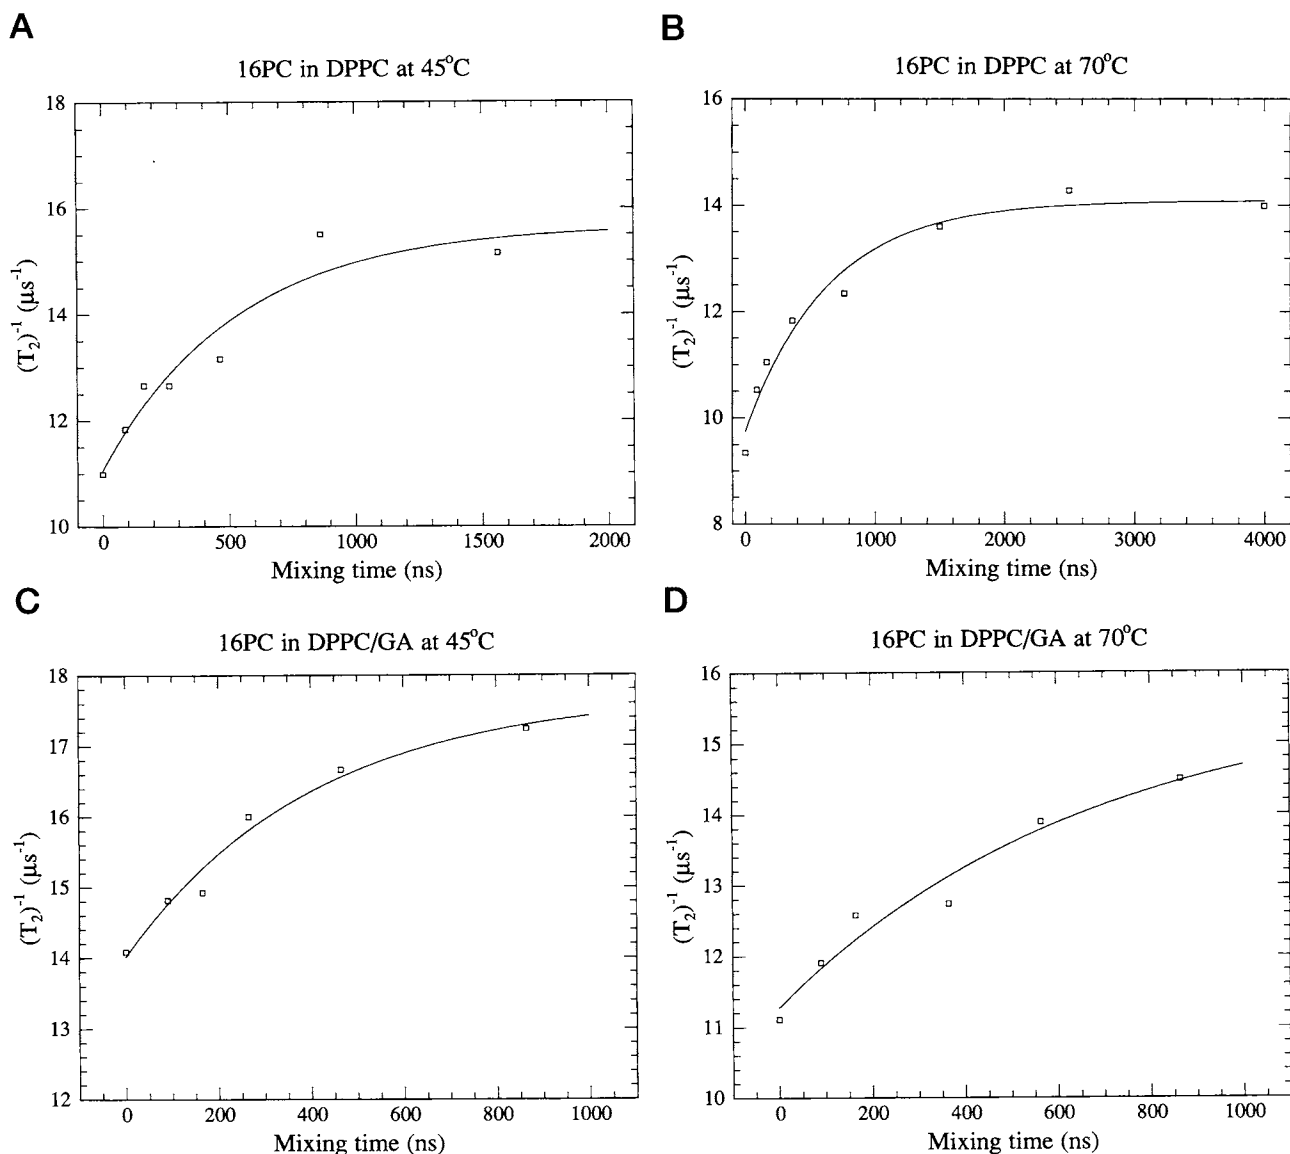 A
16PC in DPPC at 45°C
18
16
14
12
10
(T₂)⁻¹ (μs⁻¹)
0 500 1000 1500 2000
Mixing time (ns)
B
16PC in DPPC at 70°C
16
14
12
10
8
(T₂)⁻¹ (μs⁻¹)
0 1000 2000 3000 4000
Mixing time (ns)
C
16PC in DPPC/GA at 45°C
18
17
16
15
14
13
12
(T₂)⁻¹ (μs⁻¹)
0 200 400 600 800 1000
Mixing time (ns)
D
16PC in DPPC/GA at 70°C
16
15
14
13
12
11
10
(T₂)⁻¹ (μs⁻¹)
0 200 400 600 800 1000
Mixing time (ns)